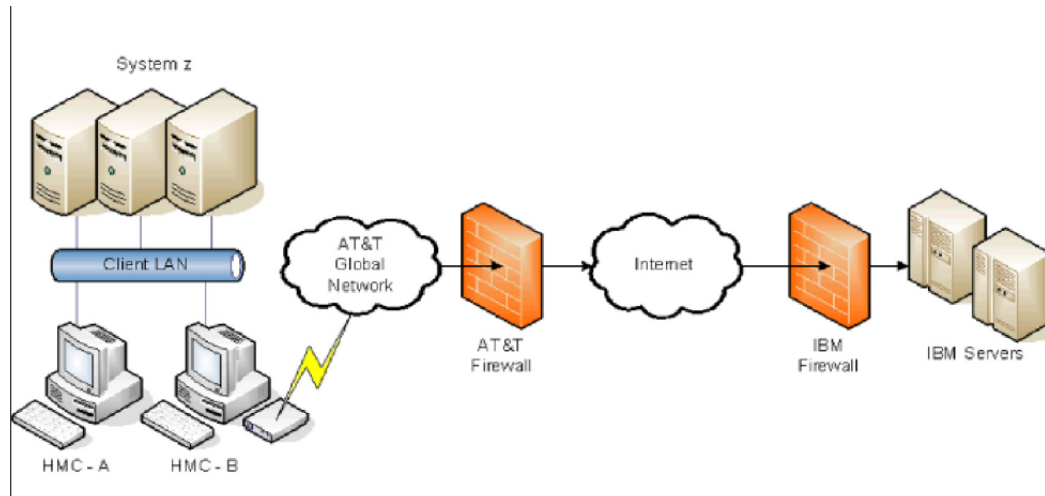 System z
Client LAN
HMC - A
HMC - B
AT&T
Global
Network
AT&T
Firewall
Internet
IBM
Firewall
IBM Servers